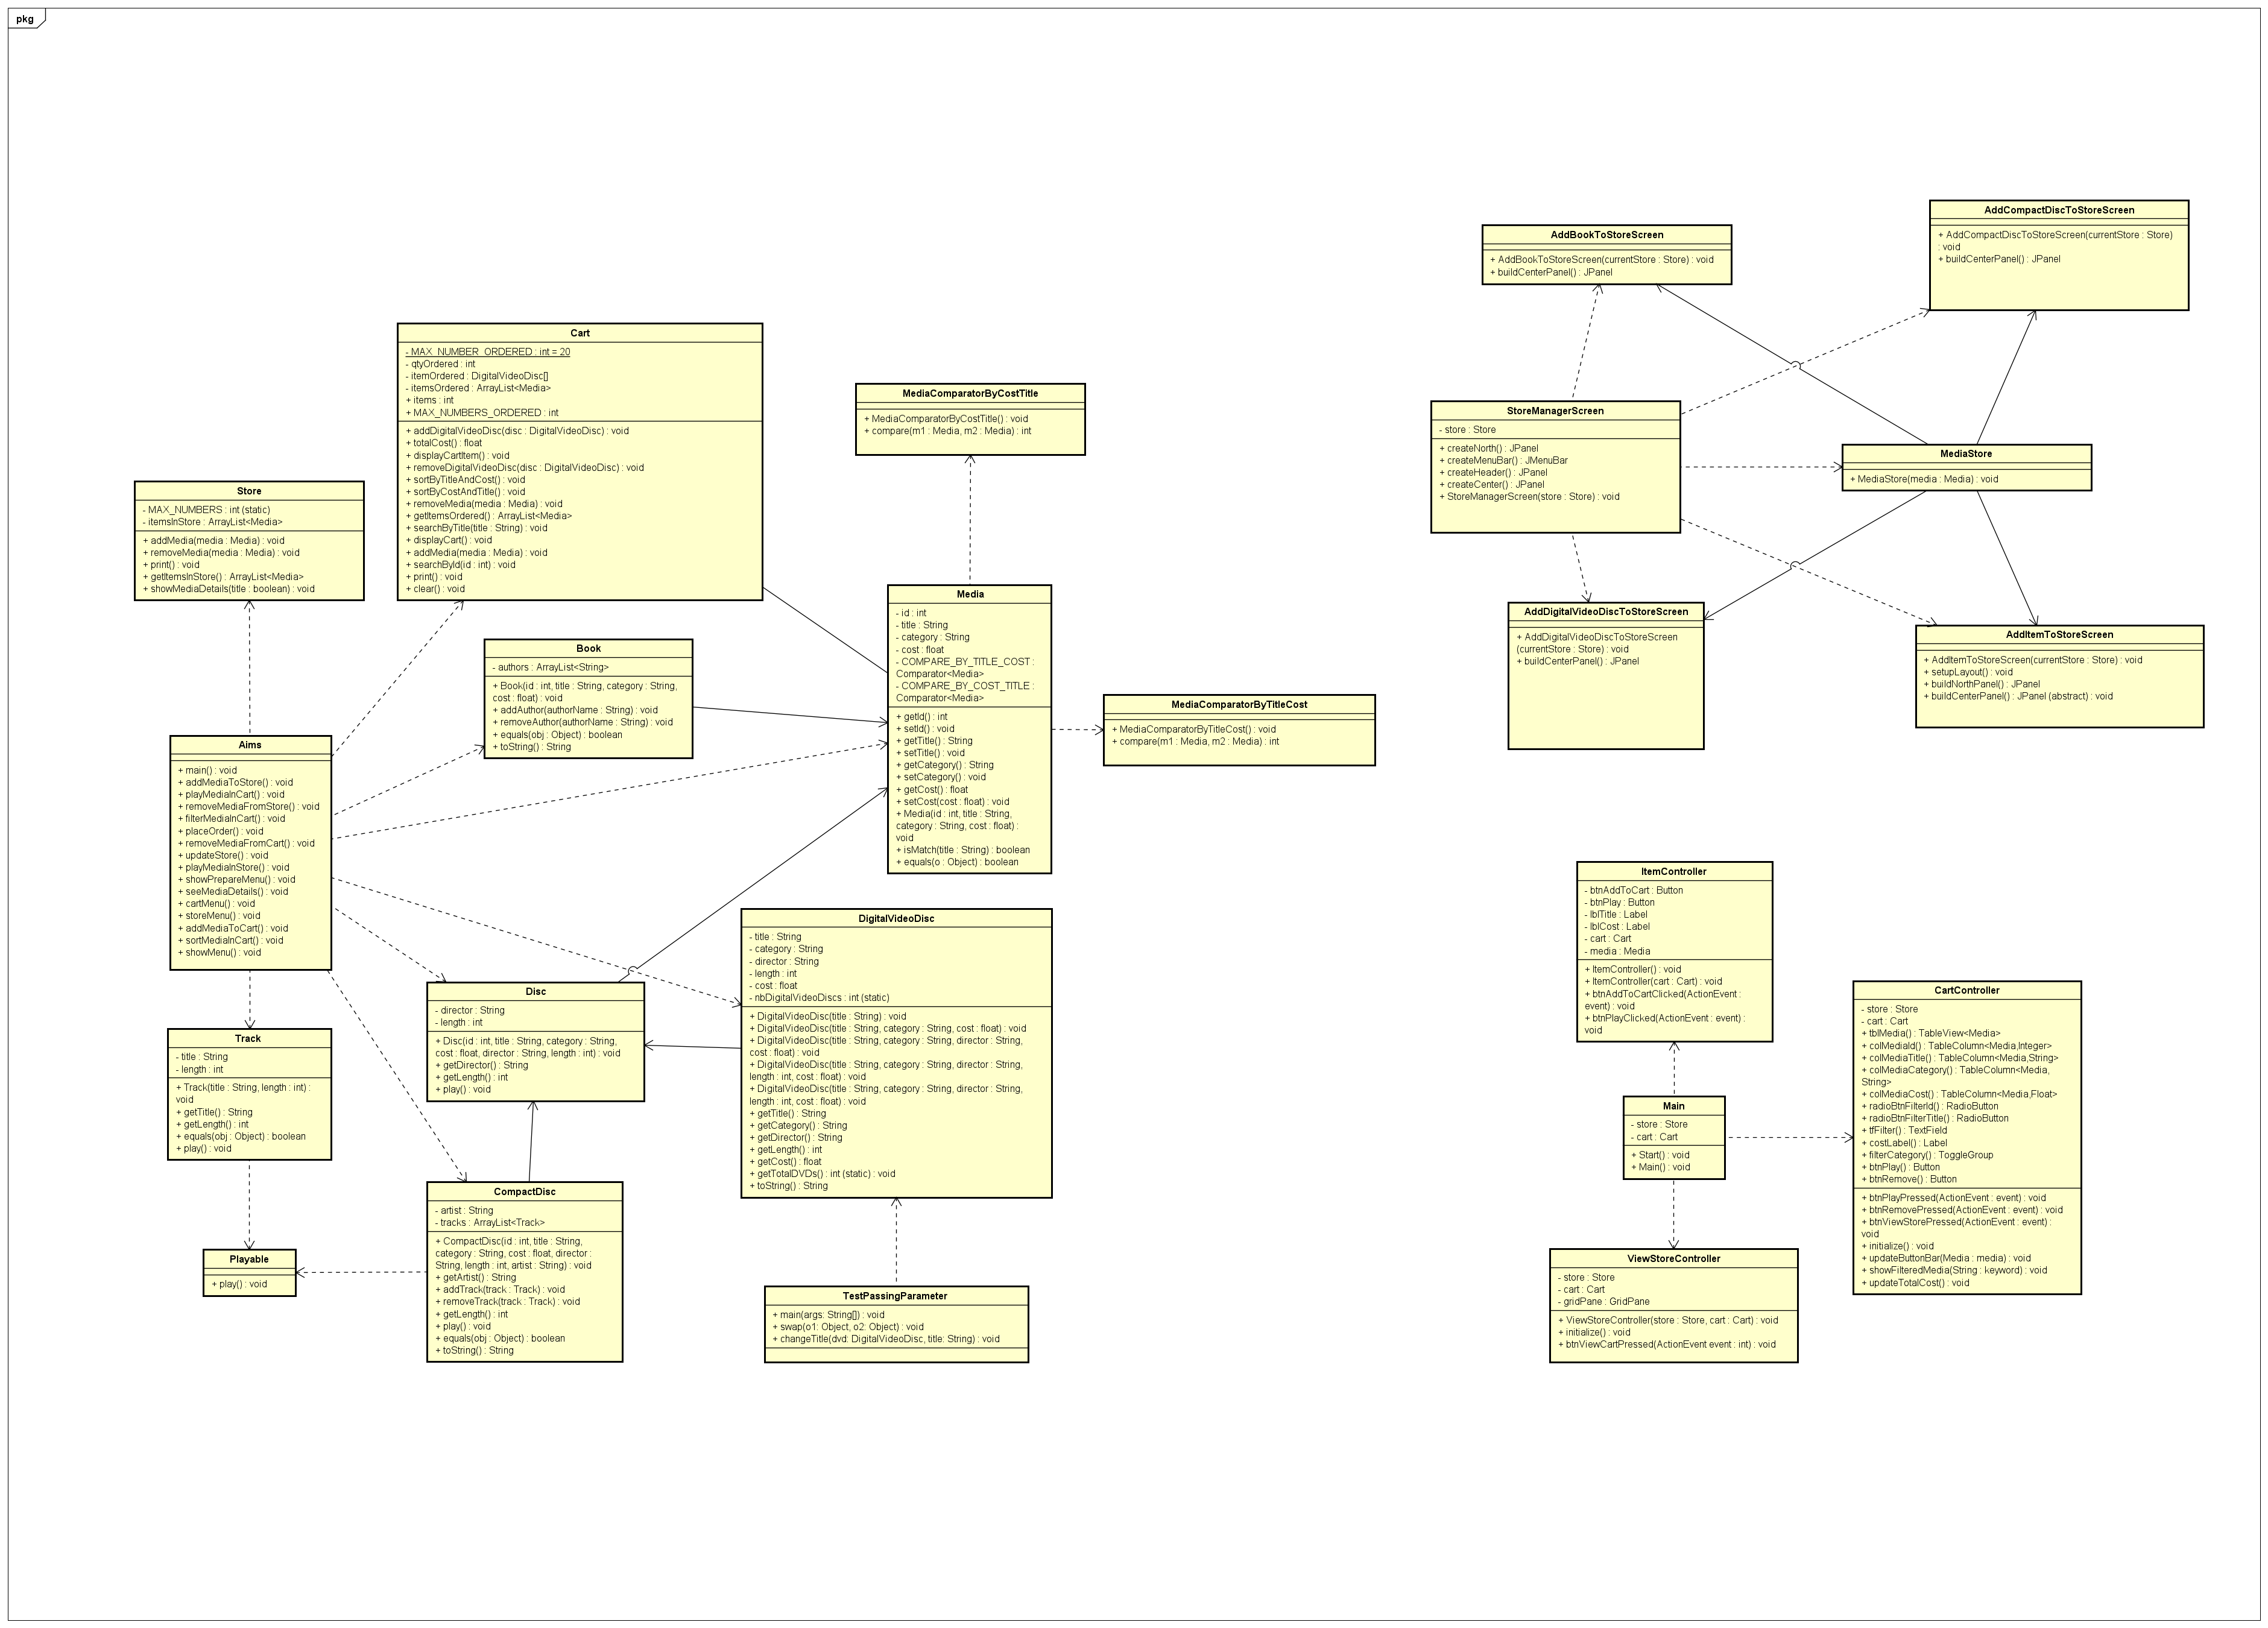 pkg
Cart
- MAX_NUMBER_ORDERED : int = 20
- qtyOrdered : int
- itemOrdered : DigitalVideoDisc[]
- itemsOrdered : ArrayList<Media>
+ items : int
+ MAX_NUMBERS_ORDERED : int
+ addDigitalVideoDisc(disc : DigitalVideoDisc) : void
+ totalCost() : float
+ displayCartItem() : void
+ removeDigitalVideoDisc(disc : DigitalVideoDisc) : void
+ sortByTitleAndCost() : void
+ sortByCostAndTitle() : void
+ removeMedia(media : Media) : void
+ getItemsOrdered() : ArrayList<Media>
+ searchByTitle(title : String) : void
+ displayCart() : void
+ addMedia(media : Media) : void
+ searchById(id : int) : void
+ print() : void
+ clear() : void
Store
- MAX_NUMBERS : int (static)
- itemsInStore : ArrayList<Media>
+ addMedia(media : Media) : void
+ removeMedia(media : Media) : void
+ print() : void
+ getItemsInStore() : ArrayList<Media>
+ showMediaDetails(title : boolean) : void
MediaComparatorByCostTitle
+ MediaComparatorByCostTitle() : void
+ compare(m1 : Media, m2 : Media) : int
Book
- authors : ArrayList<String>
+ Book(id : int, title : String, category : String,
cost : float) : void
+ addAuthor(authorName : String) : void
+ removeAuthor(authorName : String) : void
+ equals(obj : Object) : boolean
+ toString() : String
Media
- id : int
- title : String
- category : String
- cost : float
- COMPARE_BY_TITLE_COST :
Comparator<Media>
- COMPARE_BY_COST_TITLE :
Comparator<Media>
+ getId() : int
+ setId() : void
+ getTitle() : String
+ setTitle() : void
+ getCategory() : String
+ setCategory() : void
+ getCost() : float
+ setCost(cost : float) : void
+ Media(id : int, title : String,
category : String, cost : float) :
void
+ isMatch(title : String) : boolean
+ equals(o : Object) : boolean
MediaComparatorByTitleCost
+ MediaComparatorByTitleCost() : void
+ compare(m1 : Media, m2 : Media) : int
Aims
+ main() : void
+ addMediaToStore() : void
+ playMediaInCart() : void
+ removeMediaFromStore() : void
+ filterMediaInCart() : void
+ placeOrder() : void
+ removeMediaFromCart() : void
+ updateStore() : void
+ playMediaInStore() : void
+ showPrepareMenu() : void
+ seeMediaDetails() : void
+ cartMenu() : void
+ storeMenu() : void
+ addMediaToCart() : void
+ sortMediaInCart() : void
+ showMenu() : void
Track
- title : String
- length : int
+ Track(title : String, length : int) :
void
+ getTitle() : String
+ getLength() : int
+ equals(obj : Object) : boolean
+ play() : void
Playable
+ play() : void
Disc
- director : String
- length : int
+ Disc(id : int, title : String, category : String,
cost : float, director : String, length : int) : void
+ getDirector() : String
+ getLength() : int
+ play() : void
CompactDisc
- artist : String
- tracks : ArrayList<Track>
+ CompactDisc(id : int, title : String,
category : String, cost : float, director :
String, length : int, artist : String) : void
+ getArtist() : String
+ addTrack(track : Track) : void
+ removeTrack(track : Track) : void
+ getLength() : int
+ play() : void
+ equals(obj : Object) : boolean
+ toString() : String
DigitalVideoDisc
- title : String
- category : String
- director : String
- length : int
- cost : float
- nbDigitalVideoDiscs : int (static)
+ DigitalVideoDisc(title : String) : void
+ DigitalVideoDisc(title : String, category : String, cost : float) : void
+ DigitalVideoDisc(title : String, category : String, director : String,
cost : float) : void
+ DigitalVideoDisc(title : String, category : String, director : String,
length : int, cost : float) : void
+ DigitalVideoDisc(title : String, category : String, director : String,
length : int, cost : float) : void
+ getTitle() : String
+ getCategory() : String
+ getDirector() : String
+ getLength() : int
+ getCost() : float
+ getTotalDVDs() : int (static) : void
+ toString() : String
TestPassingParameter
+ main(args: String[]) : void
+ swap(o1: Object, o2: Object) : void
+ changeTitle(dvd: DigitalVideoDisc, title: String) : void
AddBookToStoreScreen
+ AddBookToStoreScreen(currentStore : Store) : void
+ buildCenterPanel() : JPanel
AddCompactDiscToStoreScreen
+ AddCompactDiscToStoreScreen(currentStore : Store)
: void
+ buildCenterPanel() : JPanel
StoreManagerScreen
- store : Store
+ createNorth() : JPanel
+ createMenuBar() : JMenuBar
+ createHeader() : JPanel
+ createCenter() : JPanel
+ StoreManagerScreen(store : Store) : void
MediaStore
+ MediaStore(media : Media) : void
AddDigitalVideoDiscToStoreScreen
+ AddDigitalVideoDiscToStoreScreen
(currentStore : Store) : void
+ buildCenterPanel() : JPanel
AddItemToStoreScreen
+ AddItemToStoreScreen(currentStore : Store) : void
+ setupLayout() : void
+ buildNorthPanel() : JPanel
+ buildCenterPanel() : JPanel (abstract) : void
ItemController
- btnAddToCart : Button
- btnPlay : Button
- lblTitle : Label
- lblCost : Label
- cart : Cart
- media : Media
+ ItemController() : void
+ ItemController(cart : Cart) : void
+ btnAddToCartClicked(ActionEvent :
event) : void
+ btnPlayClicked(ActionEvent : event) :
void
Main
- store : Store
- cart : Cart
+ Start() : void
+ Main() : void
ViewStoreController
- store : Store
- cart : Cart
- gridPane : GridPane
+ ViewStoreController(store : Store, cart : Cart) : void
+ initialize() : void
+ btnViewCartPressed(ActionEvent event : int) : void
CartController
- store : Store
- cart : Cart
+ tblMedia() : TableView<Media>
+ colMediaId() : TableColumn<Media,Integer>
+ colMediaTitle() : TableColumn<Media,String>
+ colMediaCategory() : TableColumn<Media,
String>
+ colMediaCost() : TableColumn<Media,Float>
+ radioBtnFilterId() : RadioButton
+ radioBtnFilterTitle() : RadioButton
+ tfFilter() : TextField
+ costLabel() : Label
+ filterCategory() : ToggleGroup
+ btnPlay() : Button
+ btnRemove() : Button
+ btnPlayPressed(ActionEvent : event) : void
+ btnRemovePressed(ActionEvent : event) : void
+ btnViewStorePressed(ActionEvent : event) :
void
+ initialize() : void
+ updateButtonBar(Media : media) : void
+ showFilteredMedia(String : keyword) : void
+ updateTotalCost() : void